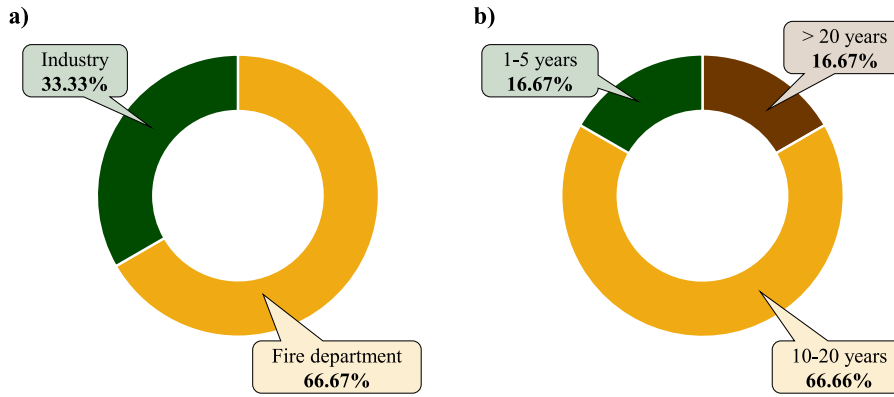 a)
Industry
33.33%
Fire department
66.67%
b)
1-5 years
16.67%
> 20 years
16.67%
10-20 years
66.66%